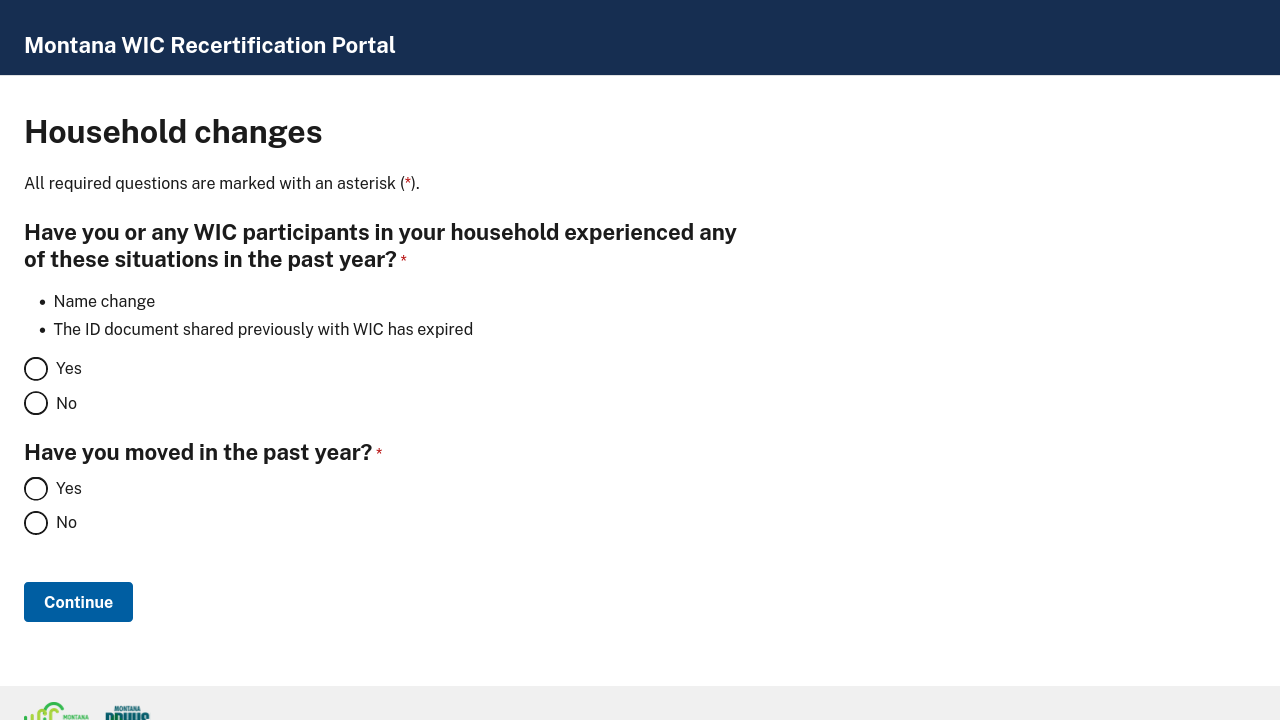 Montana WIC Recertification Portal
Household changes
All required questions are marked with an asterisk (*).
Have you or any WIC participants in your household experienced any
of these situations in the past year? *
• Name change
• The ID document shared previously with WIC has expired
Yes
No
Have you moved in the past year? *
Yes
No
Continue
MONTANA
MONTANA